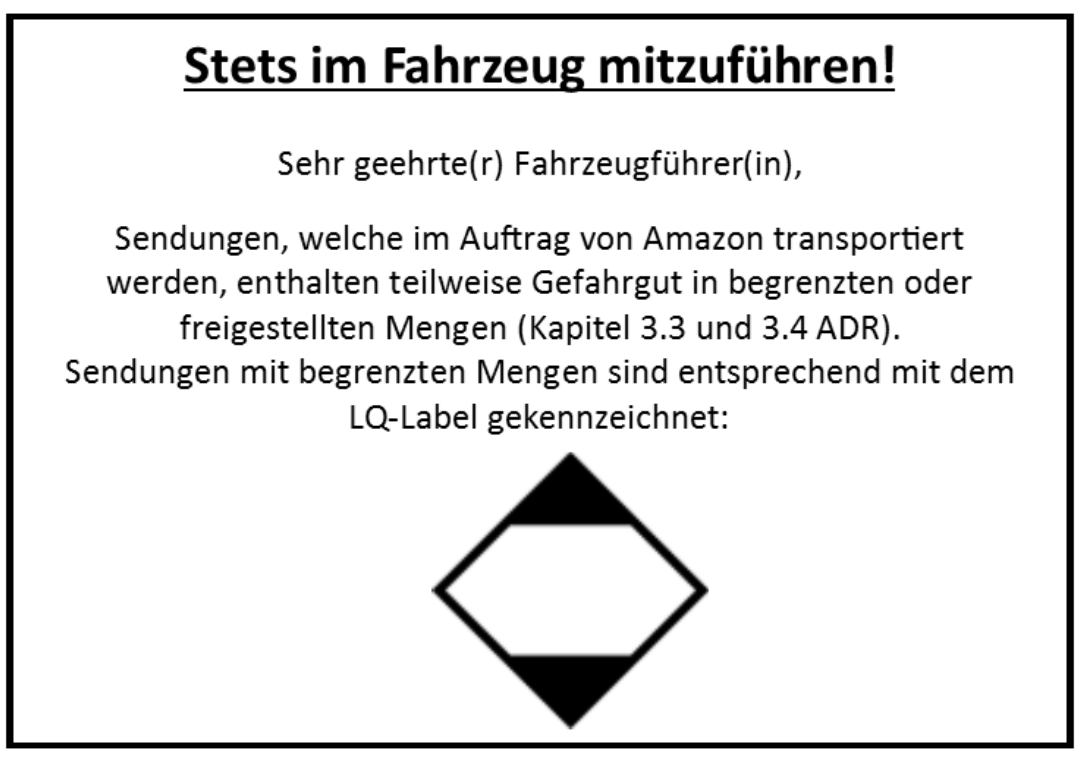 Stets im Fahrzeug mitzuführen!
Sehr geehrte(r) Fahrzeugführer(in),
Sendungen, welche im Auftrag von Amazon transportiert
werden, enthalten teilweise Gefahrgut in begrenzten oder
freigestellten Mengen (Kapitel 3.3 und 3.4 ADR).
Sendungen mit begrenzten Mengen sind entsprechend mit dem
LQ-Label gekennzeichnet: